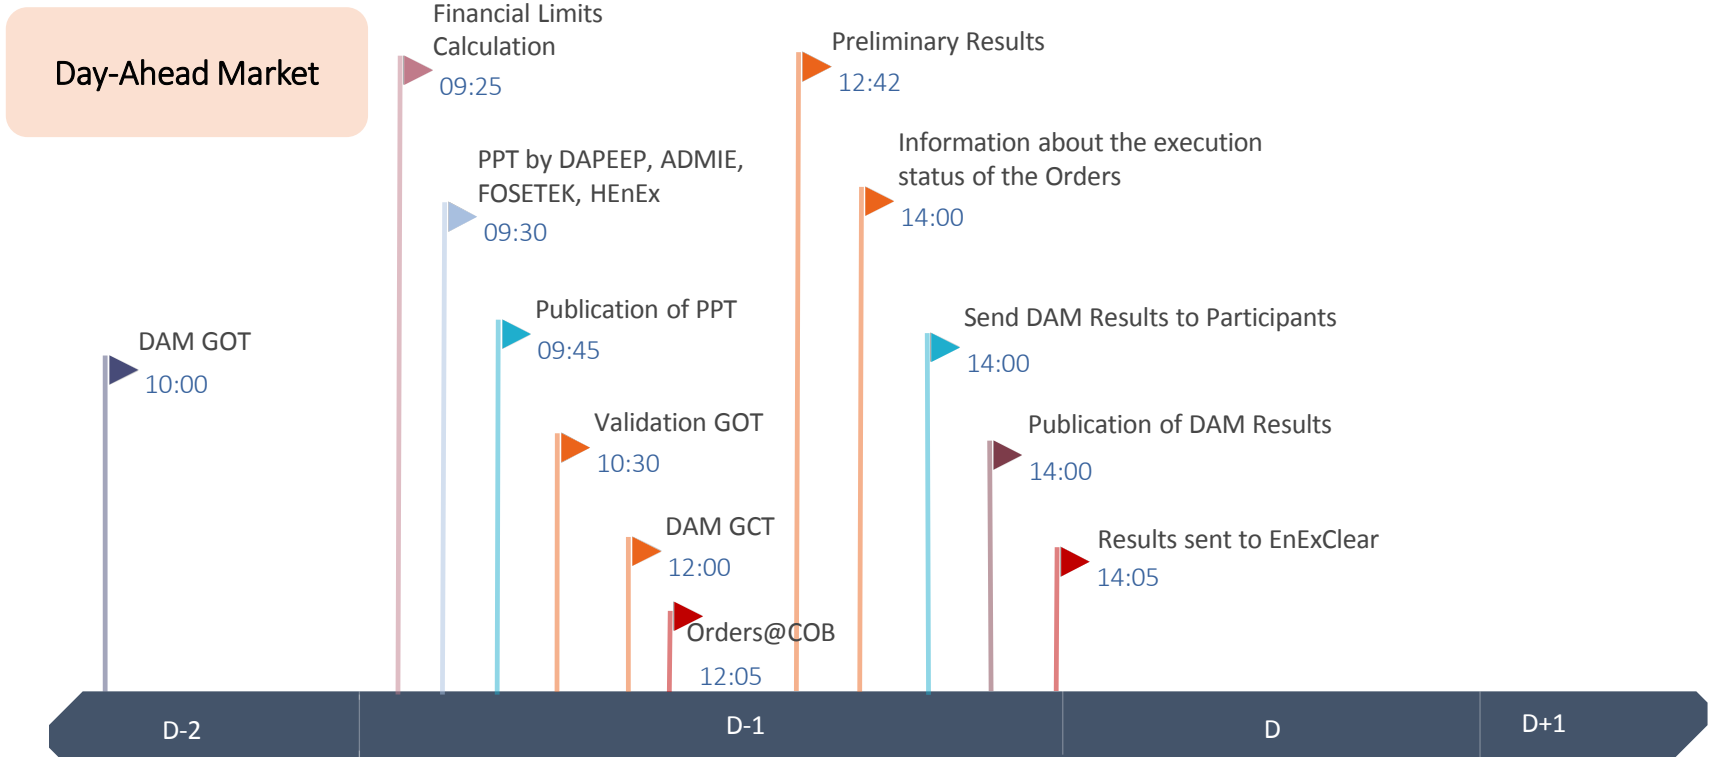 Day-Ahead Market
Financial Limits
Calculation
09:25
PPT by DAPEEP, ADMIE,
FOSETEK, HEnEx
09:30
Publication of PPT
09:45
DAM GOT
10:00
Validation GOT
10:30
DAM GCT
12:00
Orders@COB
12:05
Preliminary Results
12:42
Information about the execution
status of the Orders
14:00
Send DAM Results to Participants
14:00
Publication of DAM Results
14:00
Results sent to EnExClear
14:05
D-2
D-1
D
D+1